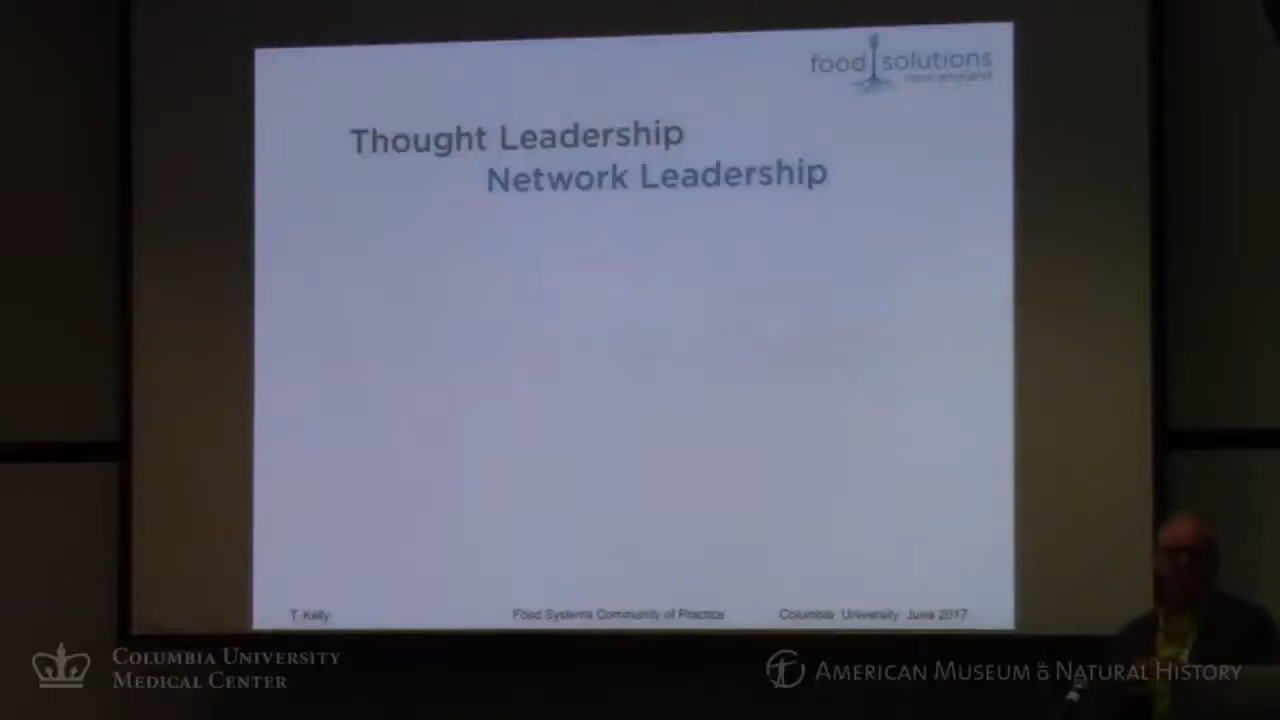 food solutions
new england
Thought Leadership
Network Leadership
T. Kelly
Food Systems Community of Practice
Columbia University June 2017
COLUMBIA UNIVERSITY
MEDICAL CENTER
AMERICAN MUSEUM OF NATURAL HISTORY